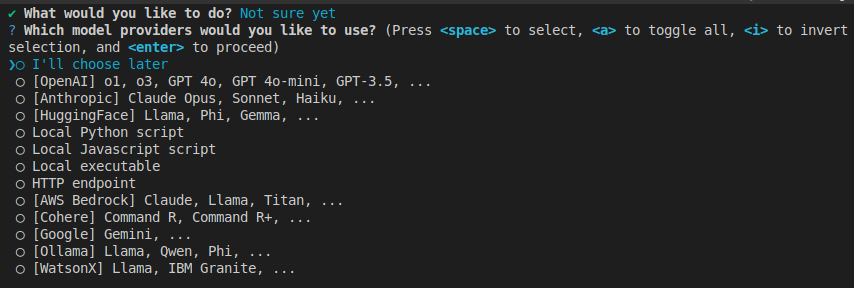 ✔ What would you like to do? Not sure yet
? Which model providers would you like to use? (Press <space> to select, <a> to toggle all, <i> to invert
selection, and <enter> to proceed)
❯○ I'll choose later
○ [OpenAI] o1, o3, GPT 4o, GPT 4o-mini, GPT-3.5, ...
○ [Anthropic] Claude Opus, Sonnet, Haiku, ...
○ [HuggingFace] Llama, Phi, Gemma, ...
○ Local Python script
○ Local Javascript script
○ Local executable
○ HTTP endpoint
○ [AWS Bedrock] Claude, Llama, Titan, ...
○ [Cohere] Command R, Command R+, ...
○ [Google] Gemini, ...
○ [Ollama] Llama, Qwen, Phi, ...
○ [WatsonX] Llama, IBM Granite, ...